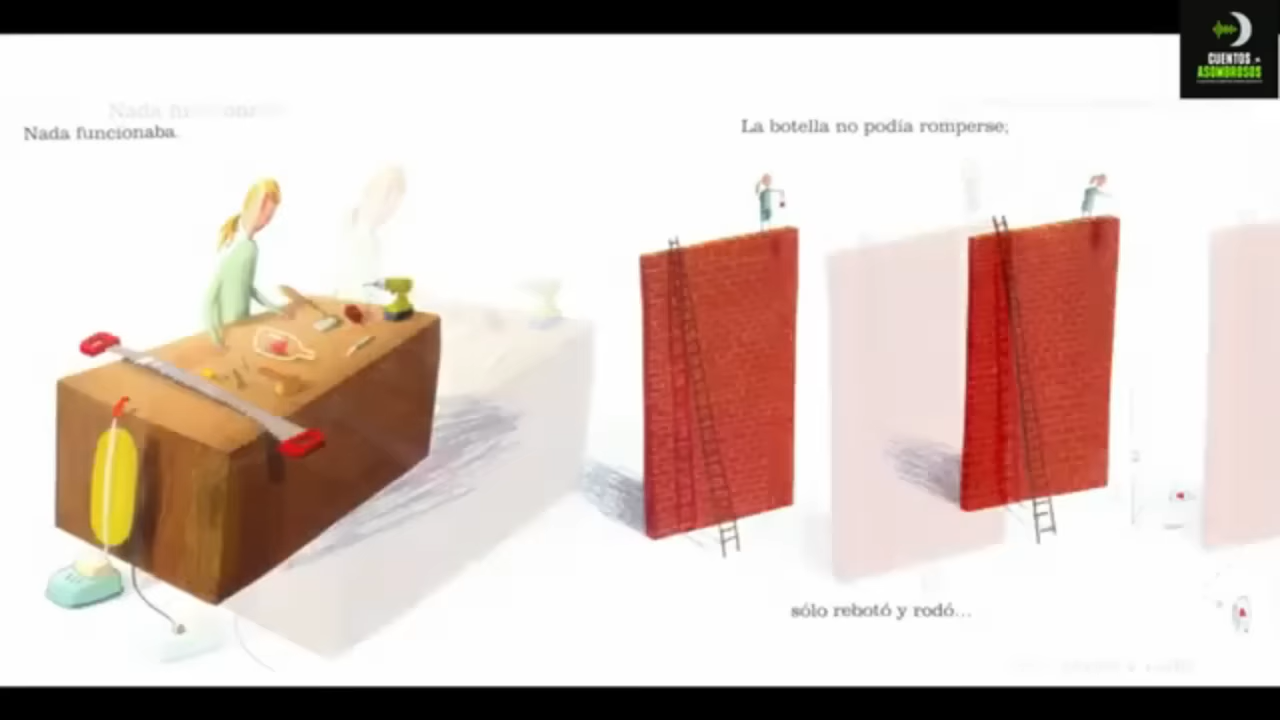 CUENTOS
ASOMBROSOS
Nada funcionaba.
La botella no podía romperse;
sólo rebotó y rodó...